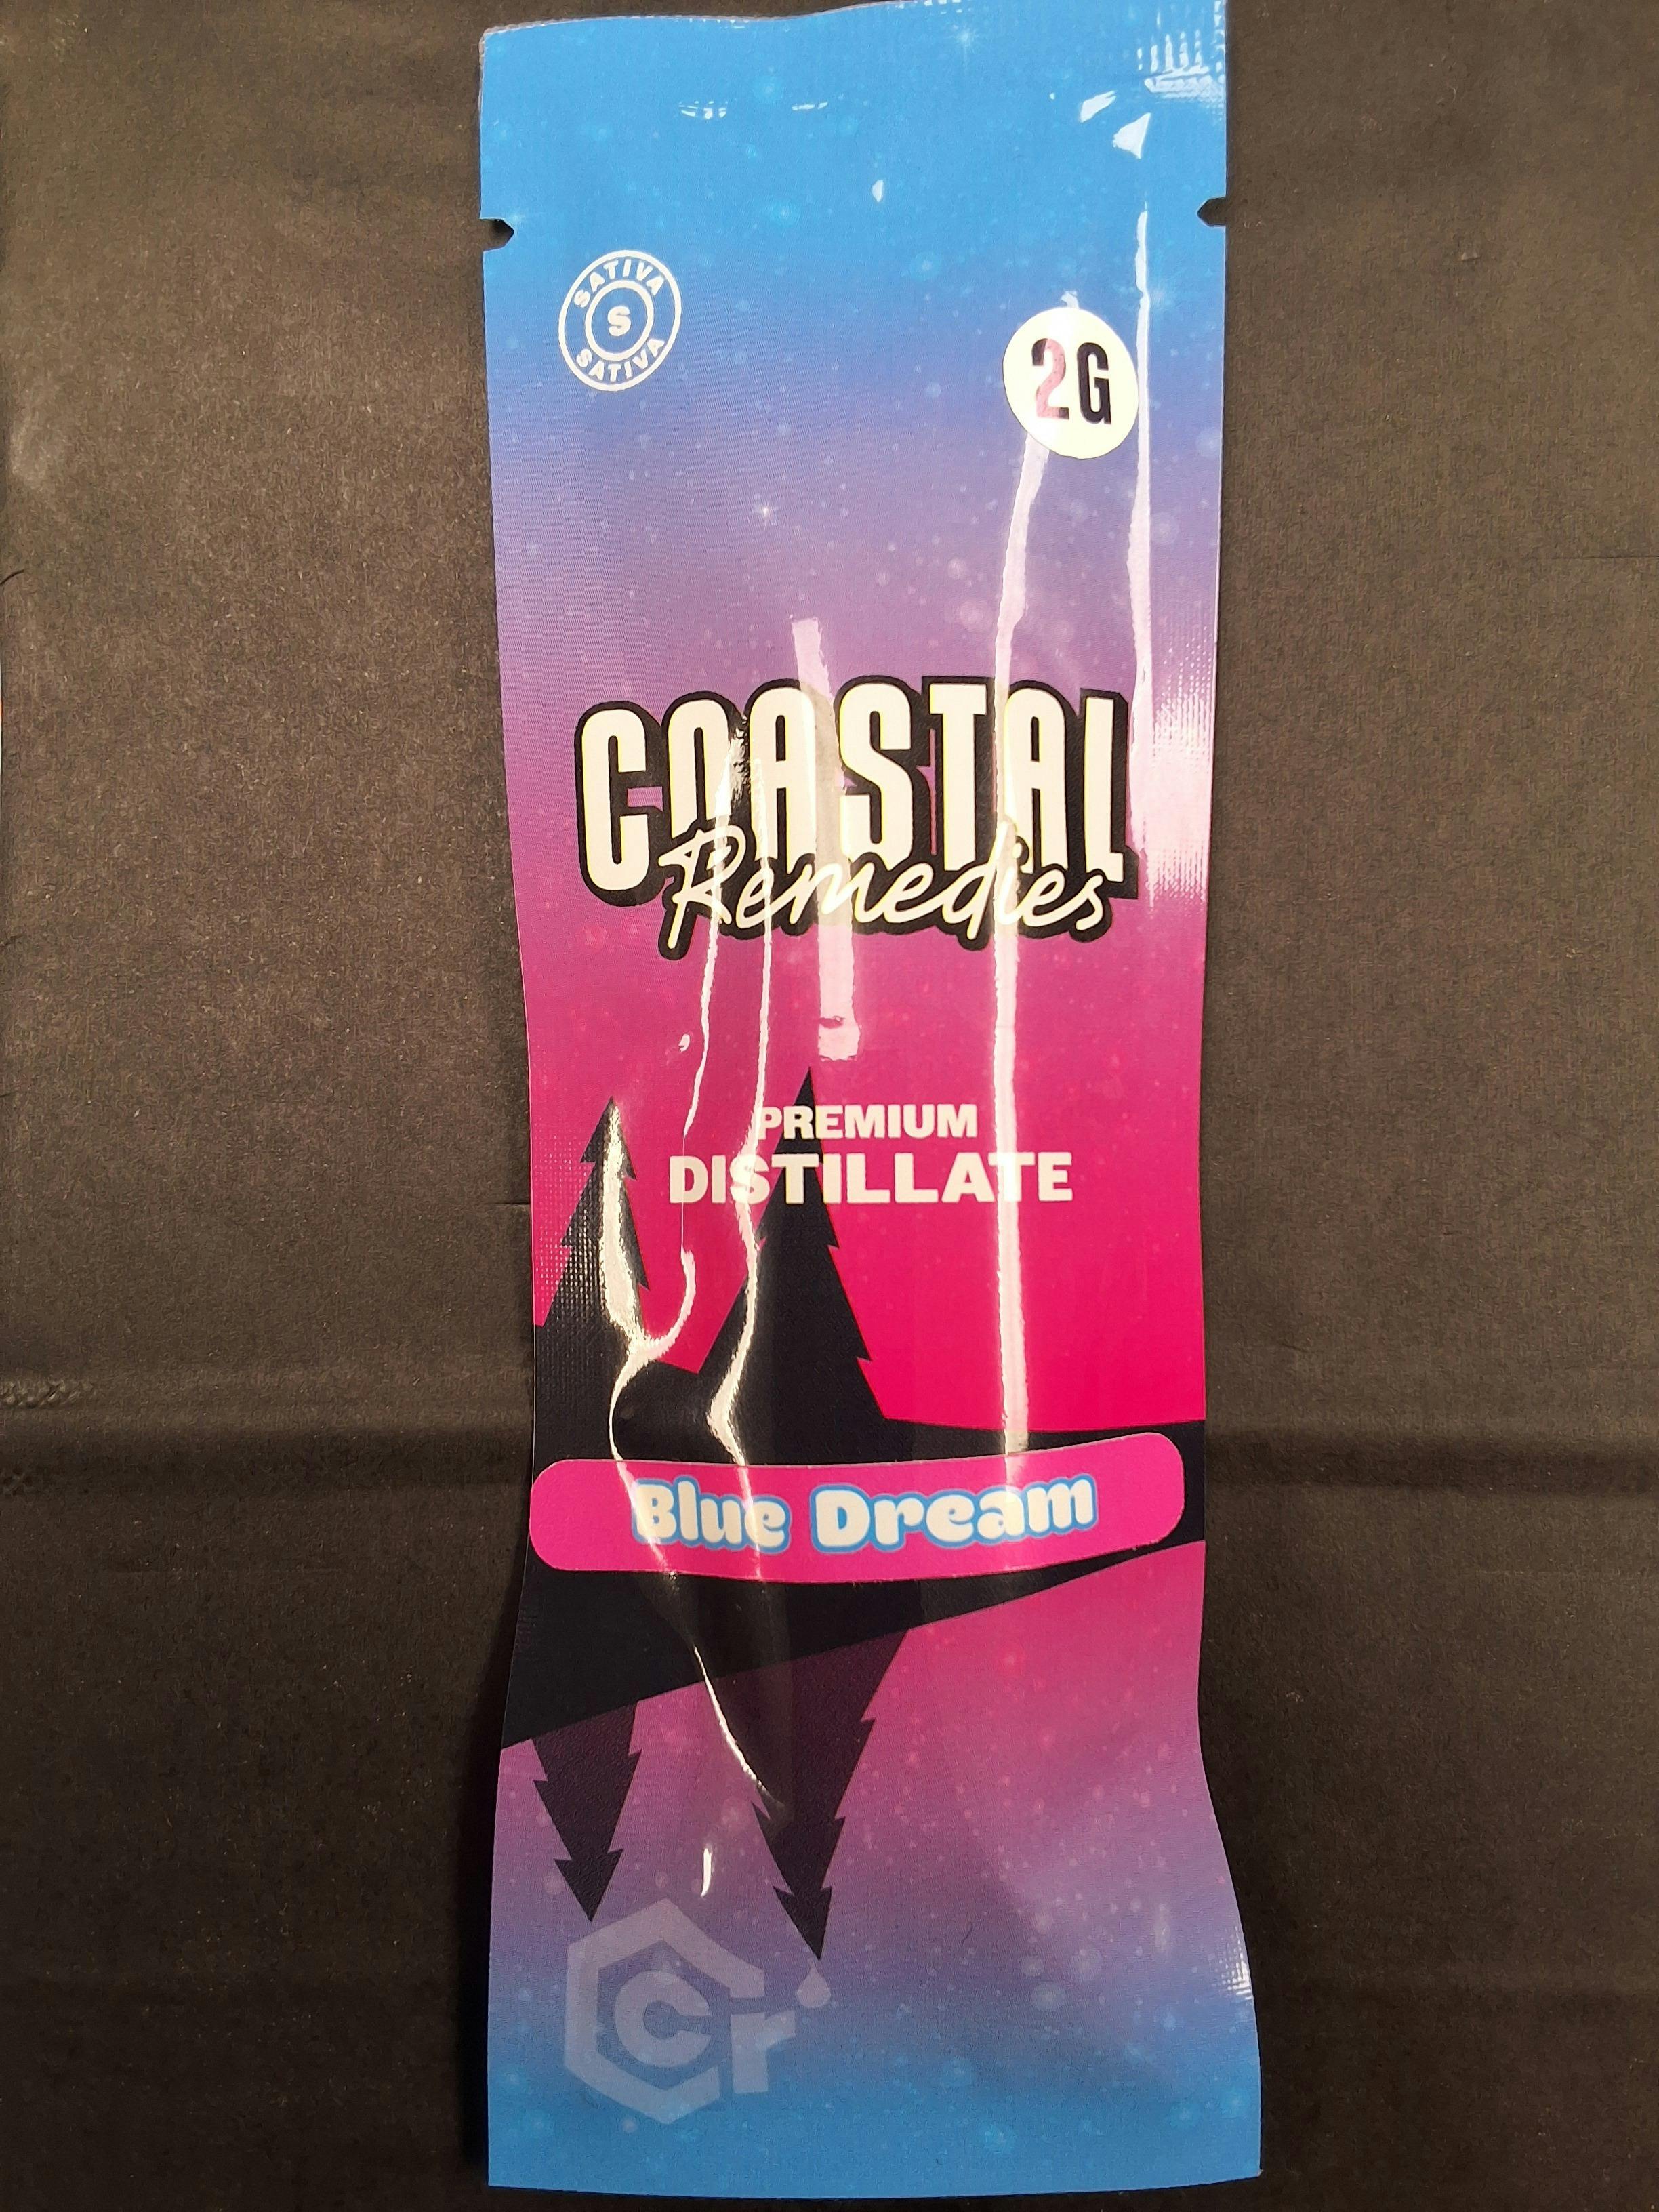 SATIVA
S
SATIVA
2G
COASTAL
Remedies
PREMIUM
DISTILLATE
Blue Dream
Cr